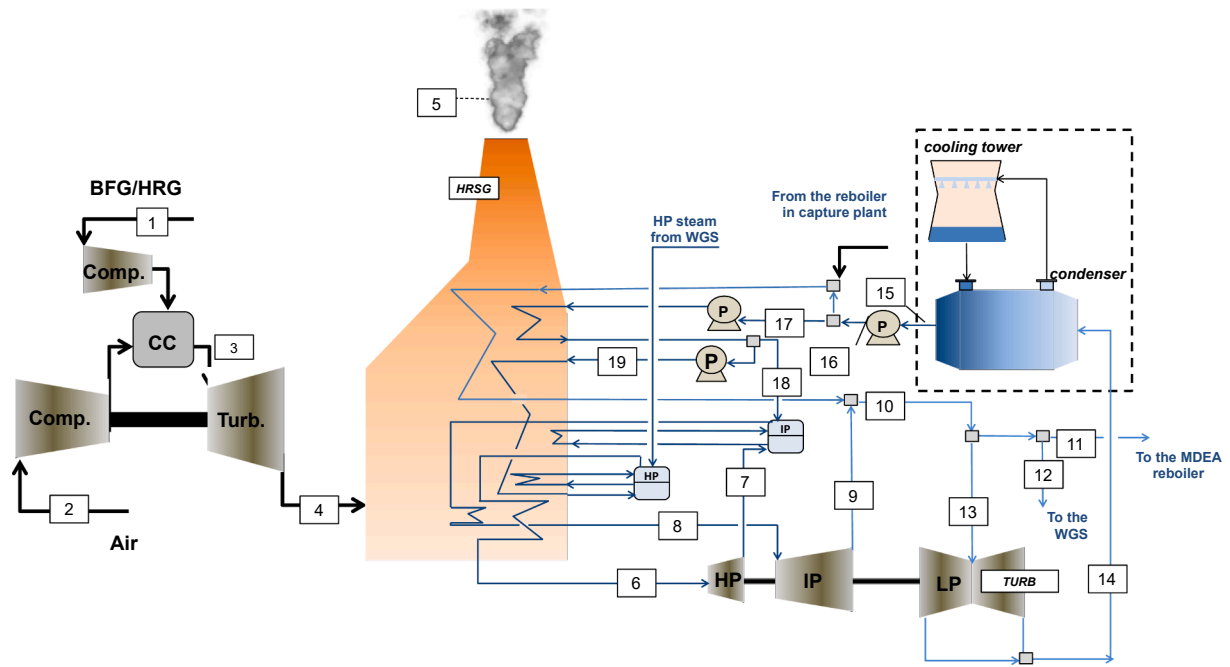 5
cooling tower
BFG/HRG
HRSG
From the reboiler
in capture plant
1
HP steam
from WGS
Comp.
condenser
15
P
17
P
CC
3
19
P
16
18
Comp.
Turb.
10
IP
11
To the MDEA
reboiler
HP
7
12
9
2
4
8
13
To the
WGS
Air
6
HP
IP
LP
TURB
14